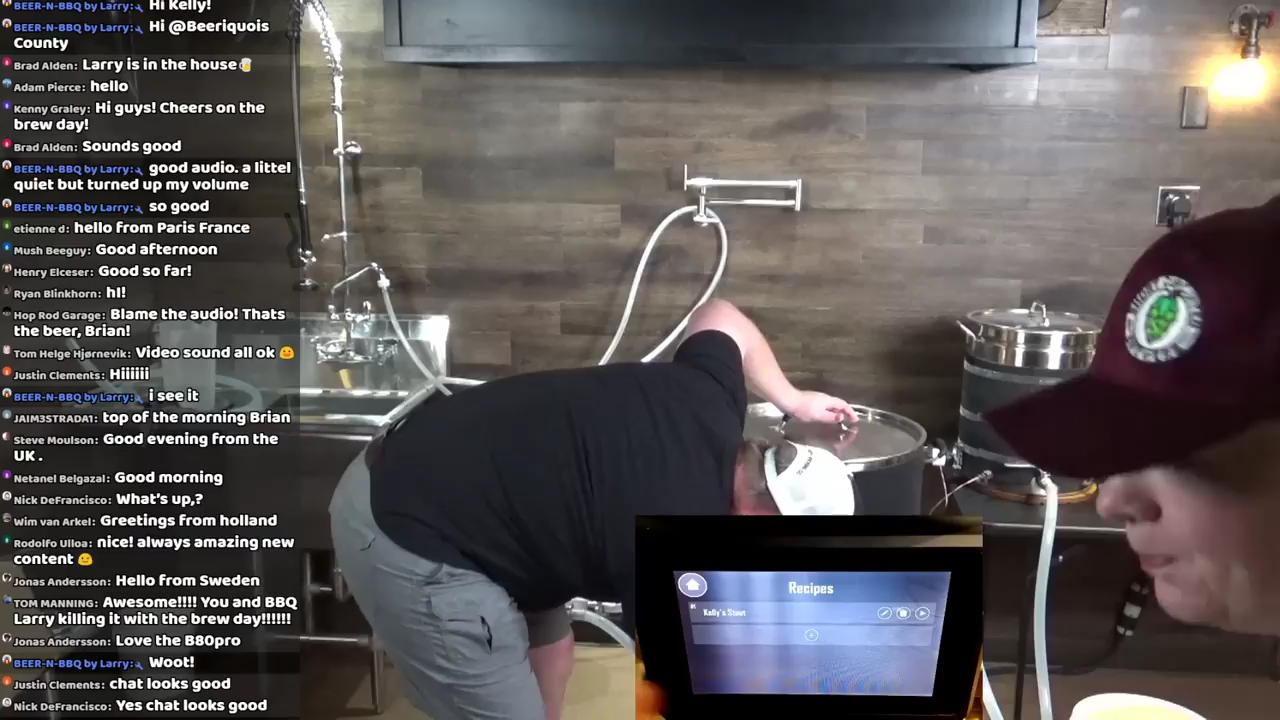 BEER-N-BBQ by Larry: Hi Kelly!
BEER-N-BBQ by Larry: Hi @Beeriquois
County
Brad Alden: Larry is in the house🍺
Adam Pierce: hello
Kenny Graley: Hi guys! Cheers on the
brew day!
Brad Alden: Sounds good
BEER-N-BBQ by Larry: good audio. a littel
quiet but turned up my volume
BEER-N-BBQ by Larry: so good
etienne d: hello from Paris France
Mush Beeguy: Good afternoon
Henry Elceser: Good so far!
Ryan Blinkhorn: hI!
Hop Rod Garage: Blame the audio! Thats
the beer, Brian!
Tom Helge Hjørnevik: Video sound all ok 🙂
Justin Clements: Hiiiiii
BEER-N-BBQ by Larry: i see it
JAIM3STRADA1: top of the morning Brian
Steve Moulson: Good evening from the
UK .
Netanel Belgazal: Good morning
Nick DeFrancisco: What's up,?
Wim van Arkel: Greetings from holland
Rodolfo Ulloa: nice! always amazing new
content 🙂
Jonas Andersson: Hello from Sweden
TOM MANNING: Awesome!!!! You and BBQ
Larry killing it with the brew day!!!!!!
Jonas Andersson: Love the B80pro
BEER-N-BBQ by Larry: Woot!
Justin Clements: chat looks good
Nick DeFrancisco: Yes chat looks good
Recipes
Kelly's Stout